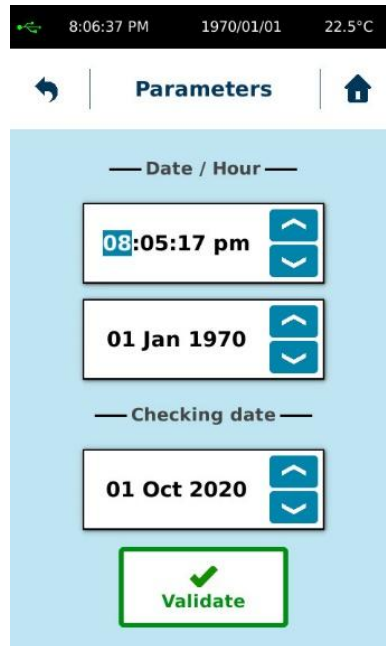 8:06:37 PM 1970/01/01 22.5°C
Parameters
Date / Hour
08:05:17 pm
01 Jan 1970
Checking date
01 Oct 2020
Validate